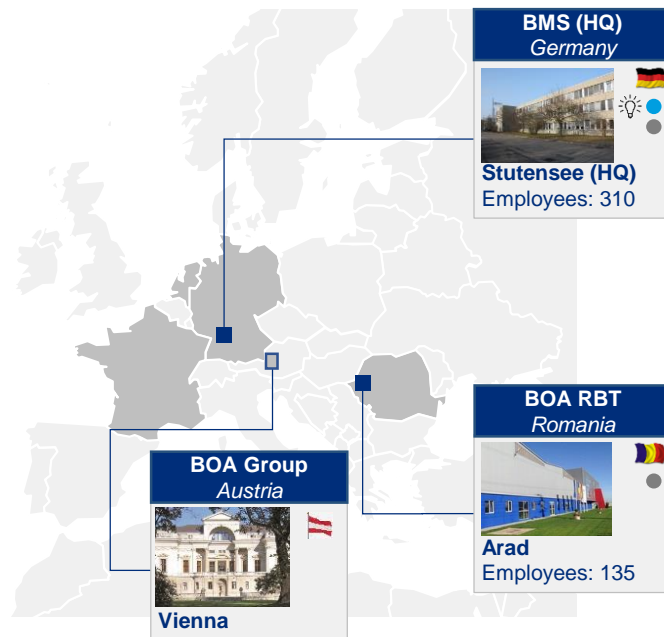 BMS (HQ)
Germany
Stutensee (HQ)
Employees: 310
BOA RBT
Romania
Arad
Employees: 135
BOA Group
Austria
Vienna